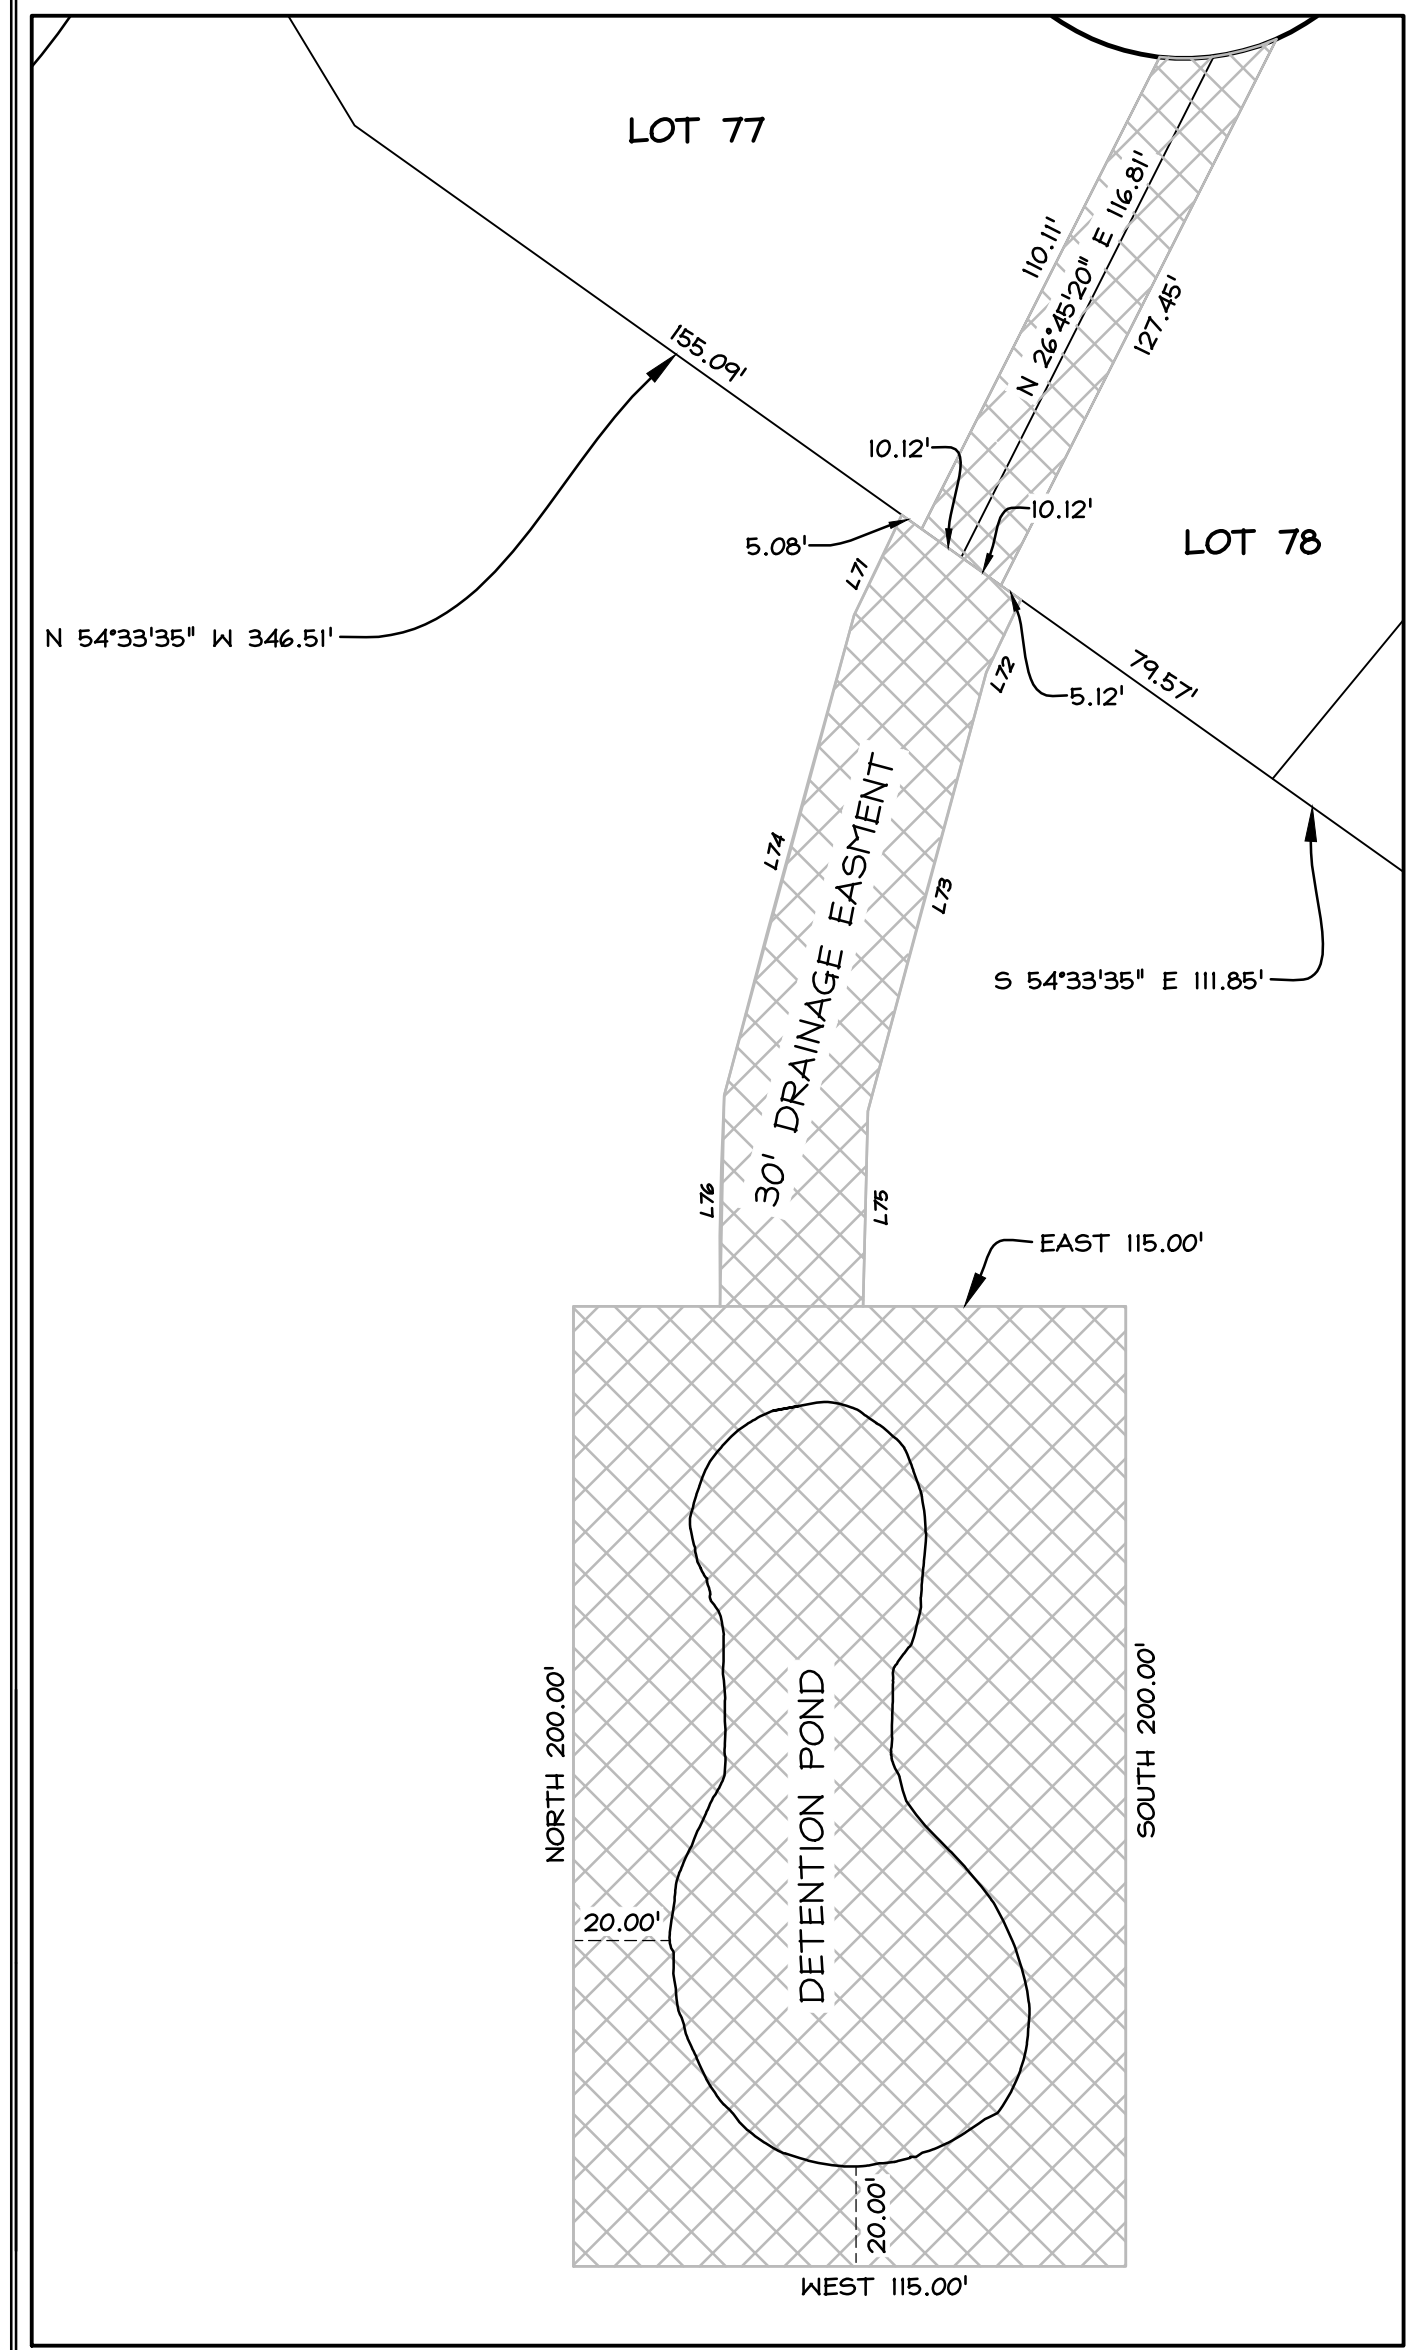 LOT 77
N 26°45'20" E 116.81'
110.11'
127.45'
155.09'
10.12'
10.12'
5.08'
LOT 78
L71
N 54°33'35" W 346.51'
L72
79.57'
5.12'
L74
L73
S 54°33'35" E 111.85'
30' DRAINAGE EASMENT
L76
L75
EAST 115.00'
NORTH 200.00'
SOUTH 200.00'
DETENTION POND
20.00'
20.00'
WEST 115.00'